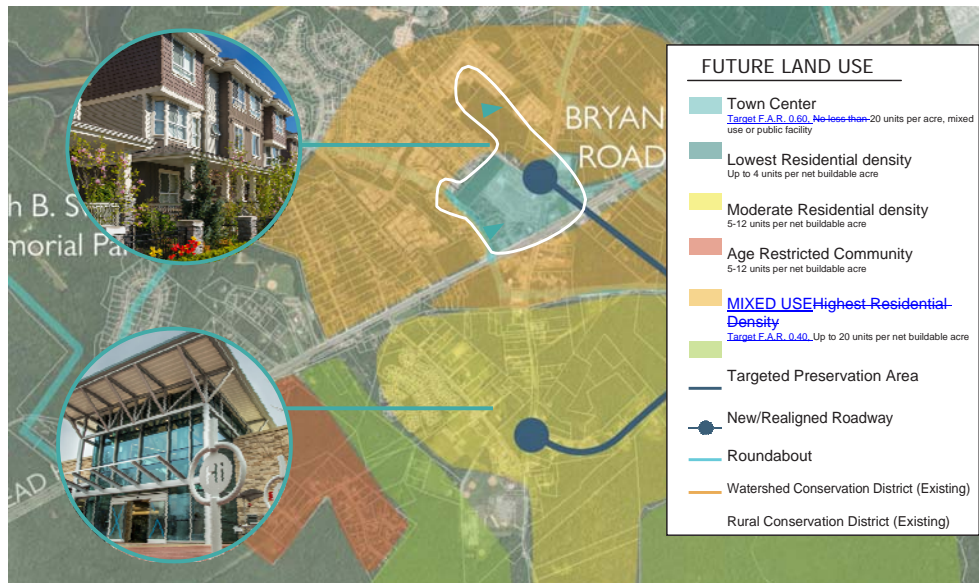 h B. S
morial Par
BRYAN
ROAD
EAD
Hi
FUTURE LAND USE
Town Center
Target F.A.R. 0.60, No less than 20 units per acre, mixed
use or public facility
Lowest Residential density
Up to 4 units per net buildable acre
Moderate Residential density
5-12 units per net buildable acre
Age Restricted Community
5-12 units per net buildable acre
MIXED USEHighest Residential
Density
Target F.A.R. 0.40, Up to 20 units per net buildable acre
Targeted Preservation Area
New/Realigned Roadway
Roundabout
Watershed Conservation District (Existing)
Rural Conservation District (Existing)